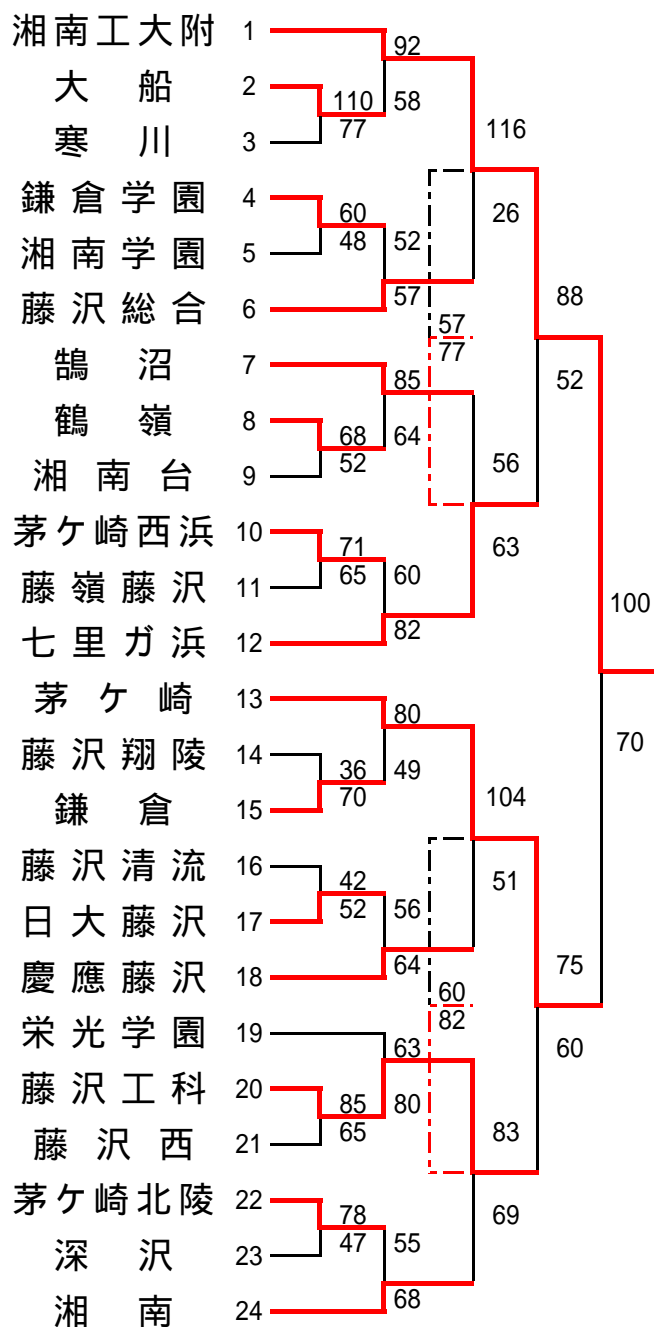 湘南工大附 1
92
大船 2
110
58
77
寒川 3
116
鎌倉学園 4
60
26
湘南学園 5
48
52
藤沢総合 6
57
88
57
77
鵠沼 7
85
52
鶴嶺 8
68
64
湘南台 9
52
56
茅ケ崎西浜 10
71
63
藤嶺藤沢 11
65
60
100
七里ガ浜 12
82
茅ケ崎 13
80
70
藤沢翔陵 14
36
49
鎌倉 15
70
104
藤沢清流 16
42
51
日大藤沢 17
52
56
慶應藤沢 18
64
75
60
82
栄光学園 19
63
60
藤沢工科 20
85
80
藤沢西 21
65
83
茅ケ崎北陵 22
78
69
深沢 23
47
55
湘南 24
68